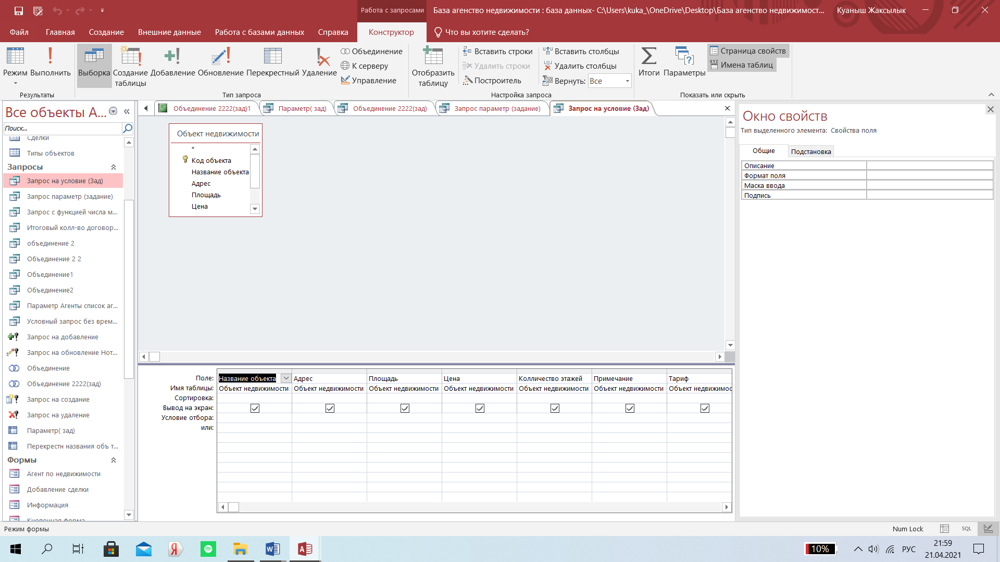 Работа с запросами
База агенство недвижимости : база данных- C:\Users\kuka_\OneDrive\Desktop\База агенство недвижимост...
Куаныш Жаксылык
Файл Главная Создание Внешние данные Работа с базами данных Справка Конструктор Что вы хотите сделать?
Режим
Выполнить
Результаты
Выборка
Создание таблицы
Добавление
Обновление
Перекрестный
Удаление
Объединение
К серверу
Управление
Тип запроса
Отобразить таблицу
Вставить строки
Удалить строки
Построитель
Вставить столбцы
Удалить столбцы
Вернуть: Все
Настройка запроса
Итоги
Параметры
Страница свойств
Имена таблиц
Показать или скрыть
Все объекты A...
Поиск...
Сделки
Типы объектов
Запросы
Запрос на условие (Зад)
Запрос параметр (задание)
Запрос с функцией числа м...
Итоговый колл-во договор...
объединение 2
Объединение 2 2
Объединение1
Объединение2
Параметр Агенты список аг...
Условный запрос без врем...
Запрос на добавление
Запрос на обновление Нот...
Объединение
Объединение 2222(зад)
Запрос на создание
Запрос на удаление
Параметр( зад)
Перекрестн названия объ т...
Формы
Агент по недвижимости
Добавление сделки
Информация
Кнопочная форма
Объединение 2222(зад)1
Параметр( зад)
Объединение 2222(зад)
Запрос параметр (задание)
Запрос на условие (Зад)
Объект недвижимости
*
Код объекта
Название объекта
Адрес
Площадь
Цена
Поле: Название объекта Адрес Площадь Цена Колличество этажей Примечание Тариф
Имя таблицы: Объект недвижимости Объект недвижимости Объект недвижимости Объект недвижимости Объект недвижимости Объект недвижимости Объект недвижимос
Сортировка:
Вывод на экран:
Условие отбора:
или:
Окно свойств
Тип выделенного элемента: Свойства поля
Общие Подстановка
Описание
Формат поля
Маска ввода
Подпись
Режим формы
Num Lock
SQL
10%
РУС
21:59
21.04.2021